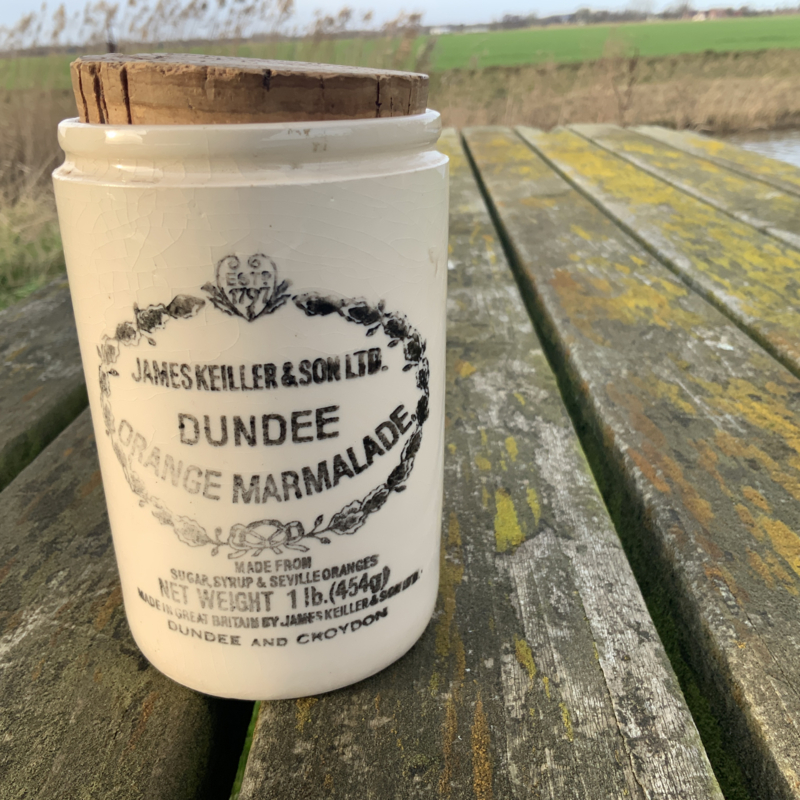 ESTD
1797
JAMES KEILLER & SON LTD.
DUNDEE
ORANGE MARMALADE
MADE FROM
SUGAR, SYRUP & SEVILLE ORANGES
NET WEIGHT 1 lb. (454g)
MADE IN GREAT BRITAIN BY JAMES KEILLER & SON LTD.
DUNDEE AND CROYDON